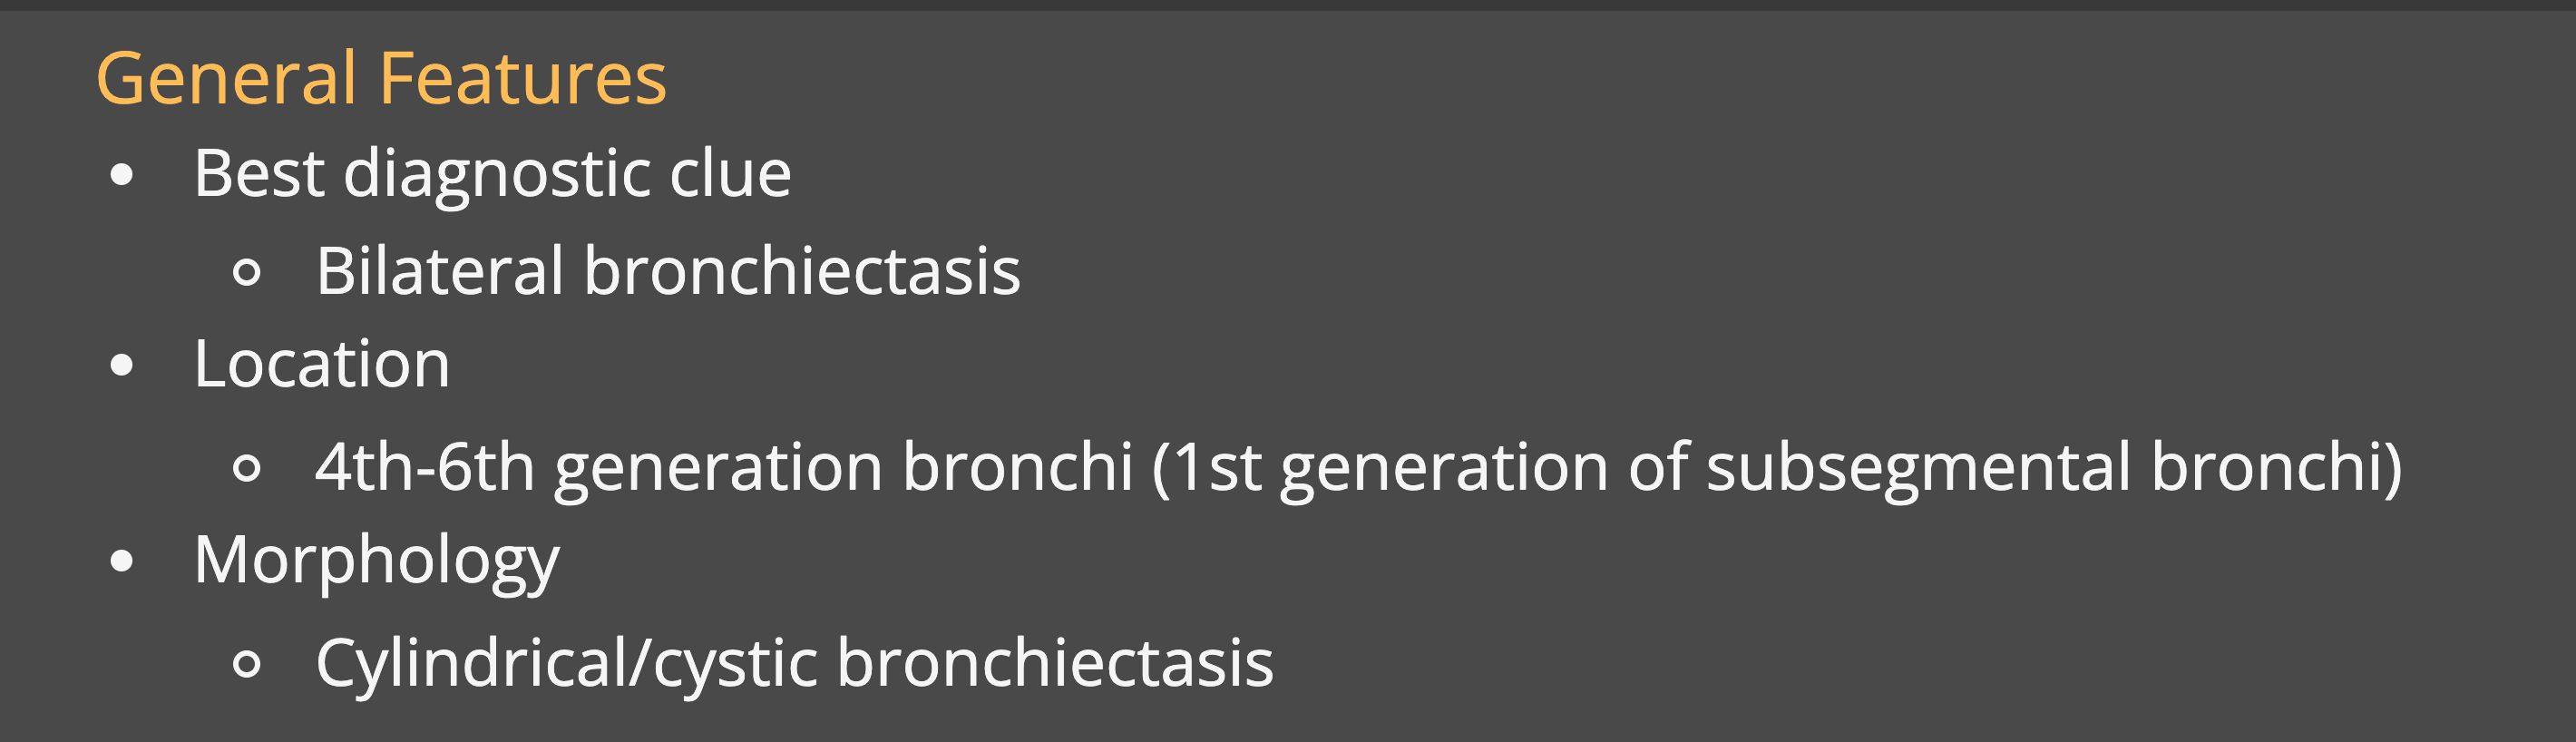 General Features
• Best diagnostic clue
○ Bilateral bronchiectasis
• Location
○ 4th-6th generation bronchi (1st generation of subsegmental bronchi)
• Morphology
○ Cylindrical/cystic bronchiectasis